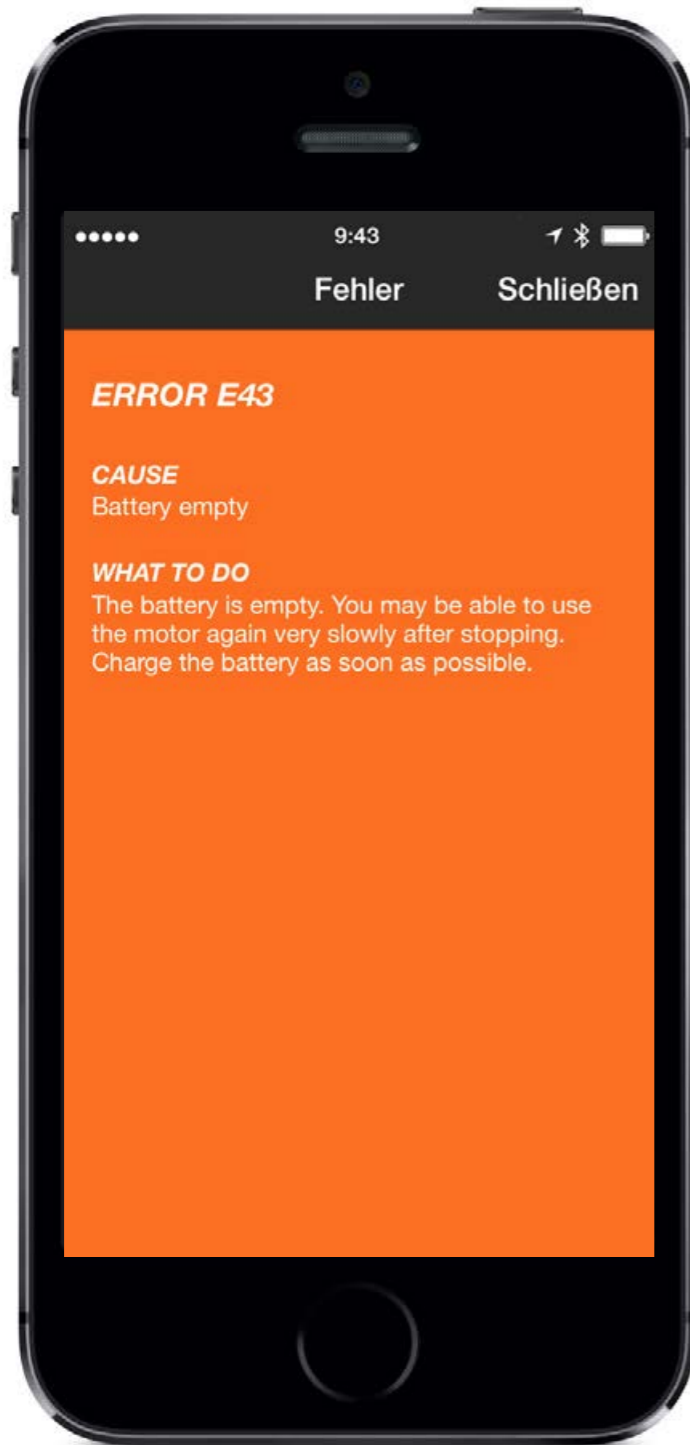 9:43
Fehler Schließen
ERROR E43
CAUSE
Battery empty
WHAT TO DO
The battery is empty. You may be able to use
the motor again very slowly after stopping.
Charge the battery as soon as possible.